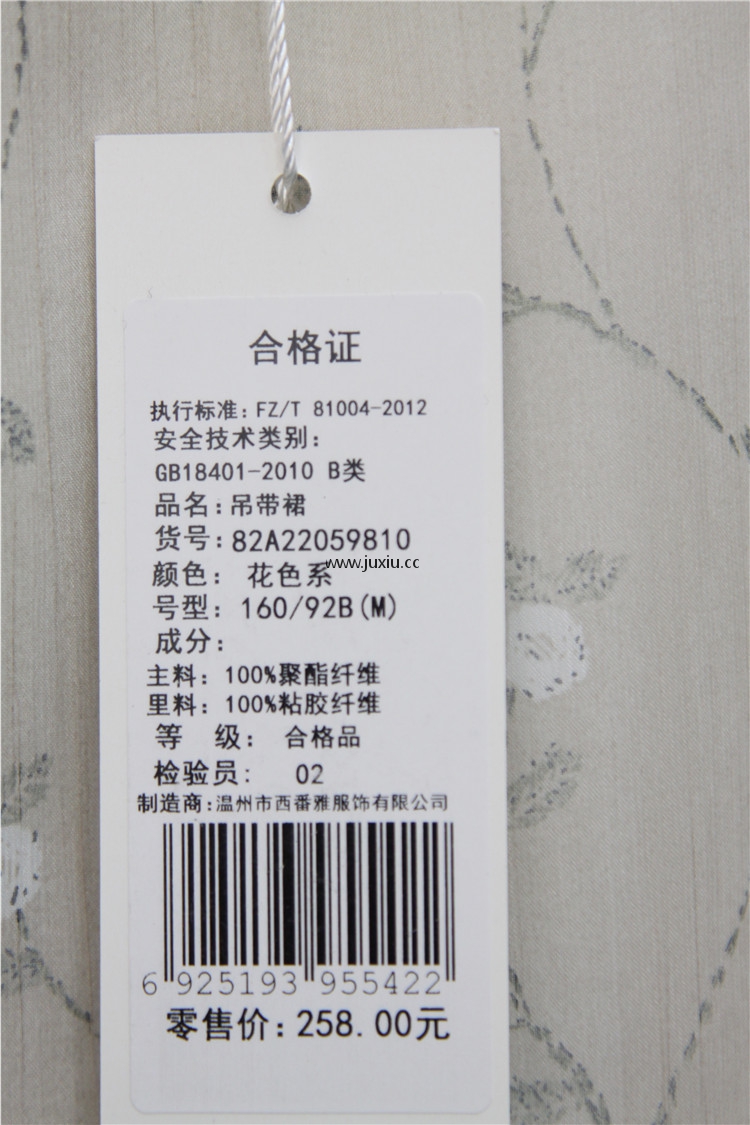 合格证
执行标准: FZ/T 81004-2012
安全技术类别:
GB18401-2010 B类
品名: 吊带裙
货号: 82A22059810
www.juxiu.cc
颜色: 花色系
号型: 160/92B(M)
成分:
主料: 100%聚酯纤维
里料: 100%粘胶纤维
等 级: 合格品
检验员: 02
制造商:温州市西番雅服饰有限公司
6 925193 955422
零售价: 258.00元